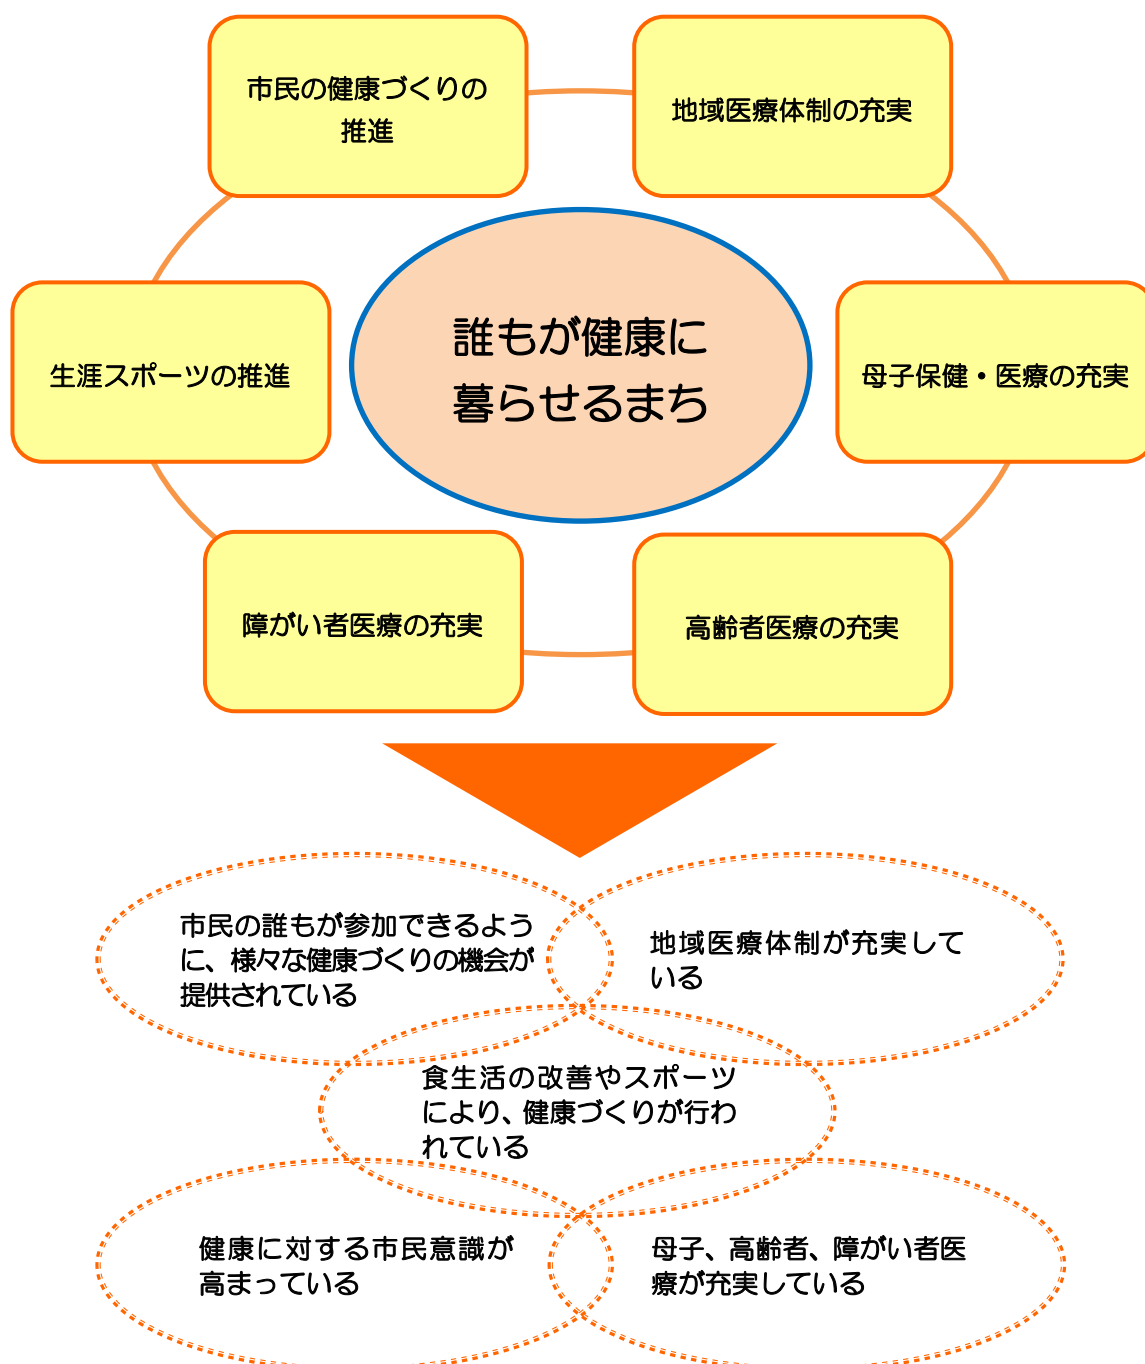 市民の健康づくりの
推進
地域医療体制の充実
誰もが健康に
暮らせるまち
生涯スポーツの推進
母子保健・医療の充実
障がい者医療の充実
高齢者医療の充実
市民の誰もが参加できるよう
に、様々な健康づくりの機会が
提供されている
地域医療体制が充実して
いる
食生活の改善やスポーツ
により、健康づくりが行わ
れている
健康に対する市民意識が
高まっている
母子、高齢者、障がい者医
療が充実している